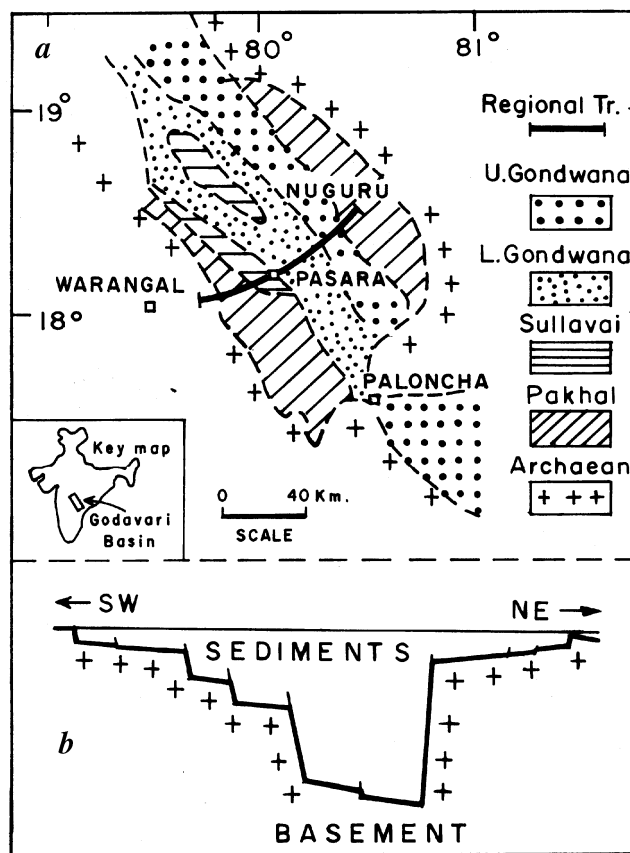 a
80°
81°
19°
18°
Regional Tr.
U.Gondwana
L.Gondwana
Sullavai
Pakhal
Archaean
NUGURU
PASARA
WARANGAL
PALONCHA
Key map
Godavari
Basin
0 40 Km.
SCALE
← SW
NE →
SEDIMENTS
b
BASEMENT